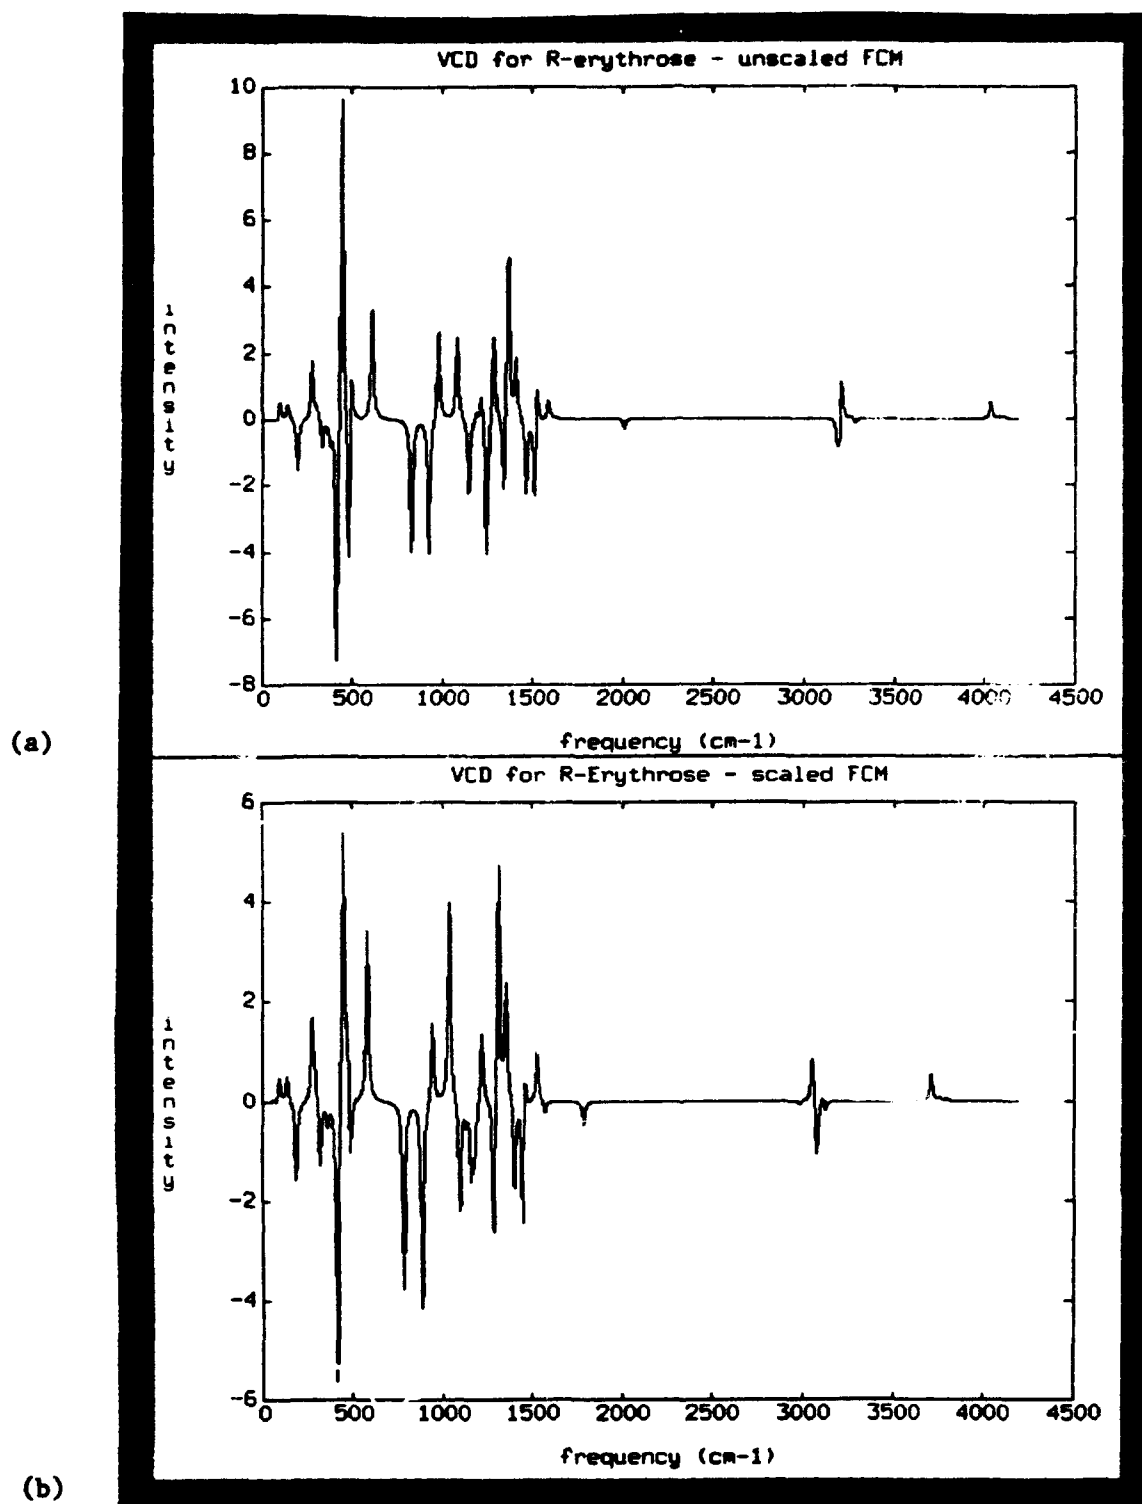 VCD for R-erythrose - unscaled FCM
10
8
6
4
2
0
-2
-4
-6
-8
intensity
0 500 1000 1500 2000 2500 3000 3500 4000 4500
frequency (cm-1)
(a)
VCD for R-Erythrose - scaled FCM
6
4
2
0
-2
-4
-6
intensity
0 500 1000 1500 2000 2500 3000 3500 4000 4500
frequency (cm-1)
(b)